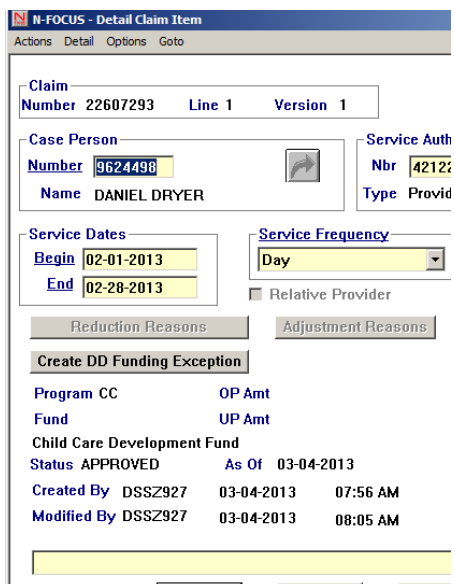 N-FOCUS - Detail Claim Item
Actions Detail Options Goto
Claim
Number 22607293 Line 1 Version 1
Case Person
Number 9624498
Name DANIEL DRYER
Service Auth
Nbr 42122
Type Provid
Service Dates
Begin 02-01-2013
End 02-28-2013
Service Frequency
Day
Relative Provider
Reduction Reasons Adjustment Reasons
Create DD Funding Exception
Program CC OP Amt
Fund UP Amt
Child Care Development Fund
Status APPROVED As Of 03-04-2013
Created By DSSZ927 03-04-2013 07:56 AM
Modified By DSSZ927 03-04-2013 08:05 AM